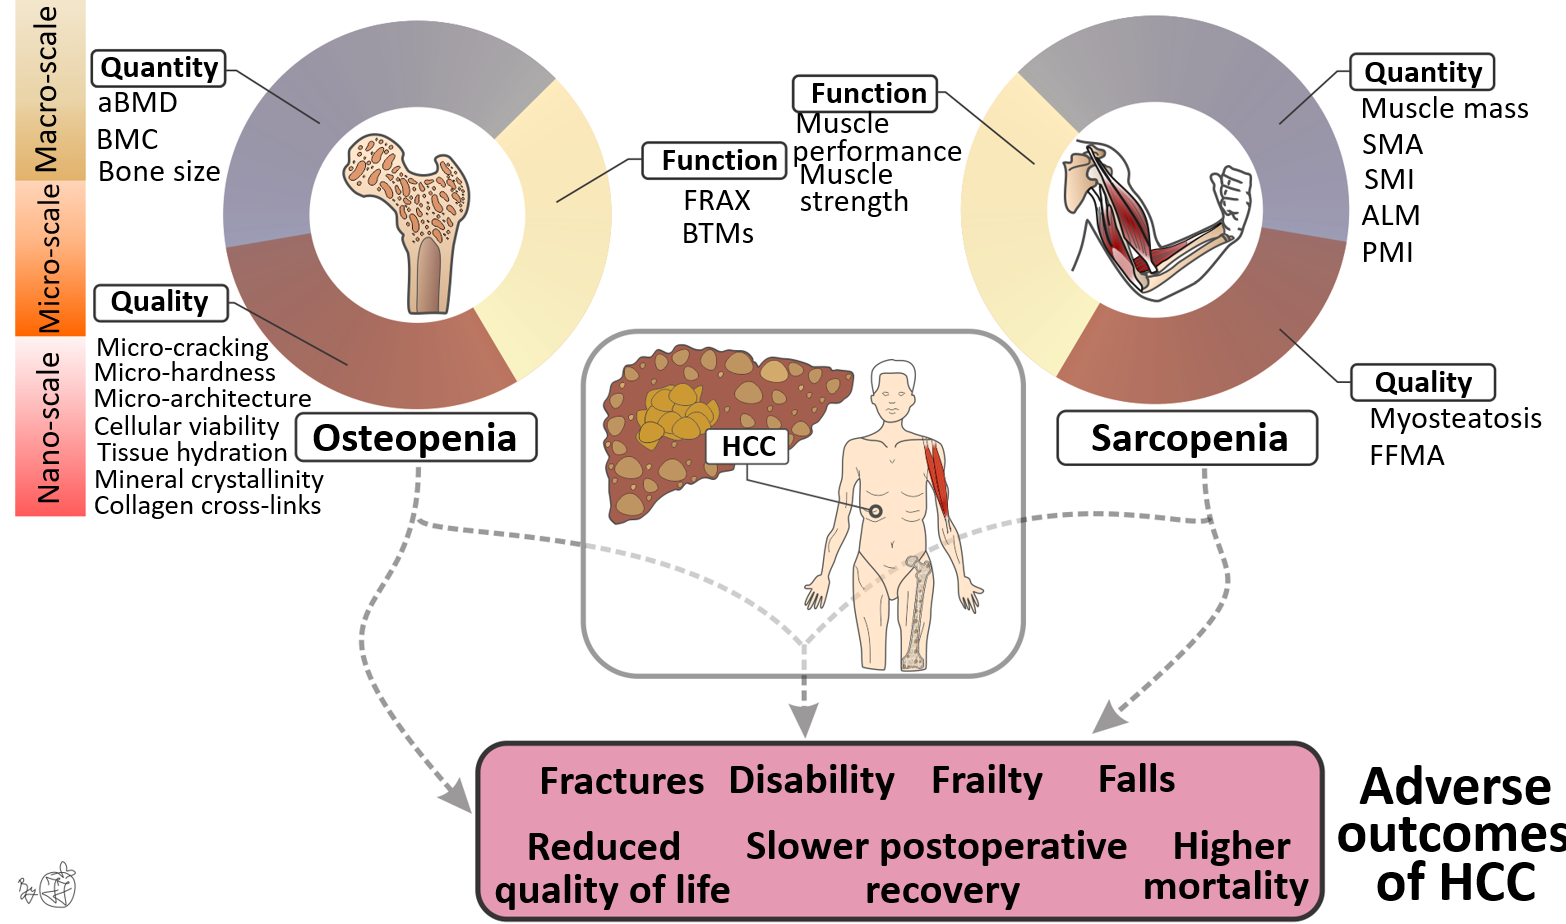 Macro-scale
Micro-scale
Nano-scale
Quantity
aBMD
BMC
Bone size
Quality
Micro-cracking
Micro-hardness
Micro-architecture
Cellular viability
Tissue hydration
Mineral crystallinity
Collagen cross-links
Function
FRAX
BTMs
Osteopenia
Function
Muscle
performance
Muscle
strength
Quantity
Muscle mass
SMA
SMI
ALM
PMI
Quality
Myosteatosis
FFMA
Sarcopenia
HCC
Fractures Disability Frailty Falls
Reduced
quality of life
Slower postoperative
recovery
Higher
mortality
Adverse
outcomes
of HCC
By